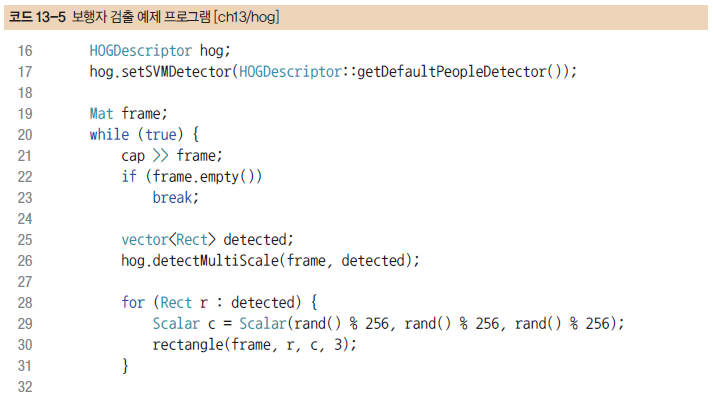 코드 13-5 보행자 검출 예제 프로그램 [ch13/hog]
16 HOGDescriptor hog;
17 hog.setSVMDetector(HOGDescriptor::getDefaultPeopleDetector());
18
19 Mat frame;
20 while (true) {
21 cap >> frame;
22 if (frame.empty())
23 break;
24
25 vector<Rect> detected;
26 hog.detectMultiScale(frame, detected);
27
28 for (Rect r : detected) {
29 Scalar c = Scalar(rand() % 256, rand() % 256, rand() % 256);
30 rectangle(frame, r, c, 3);
31 }
32